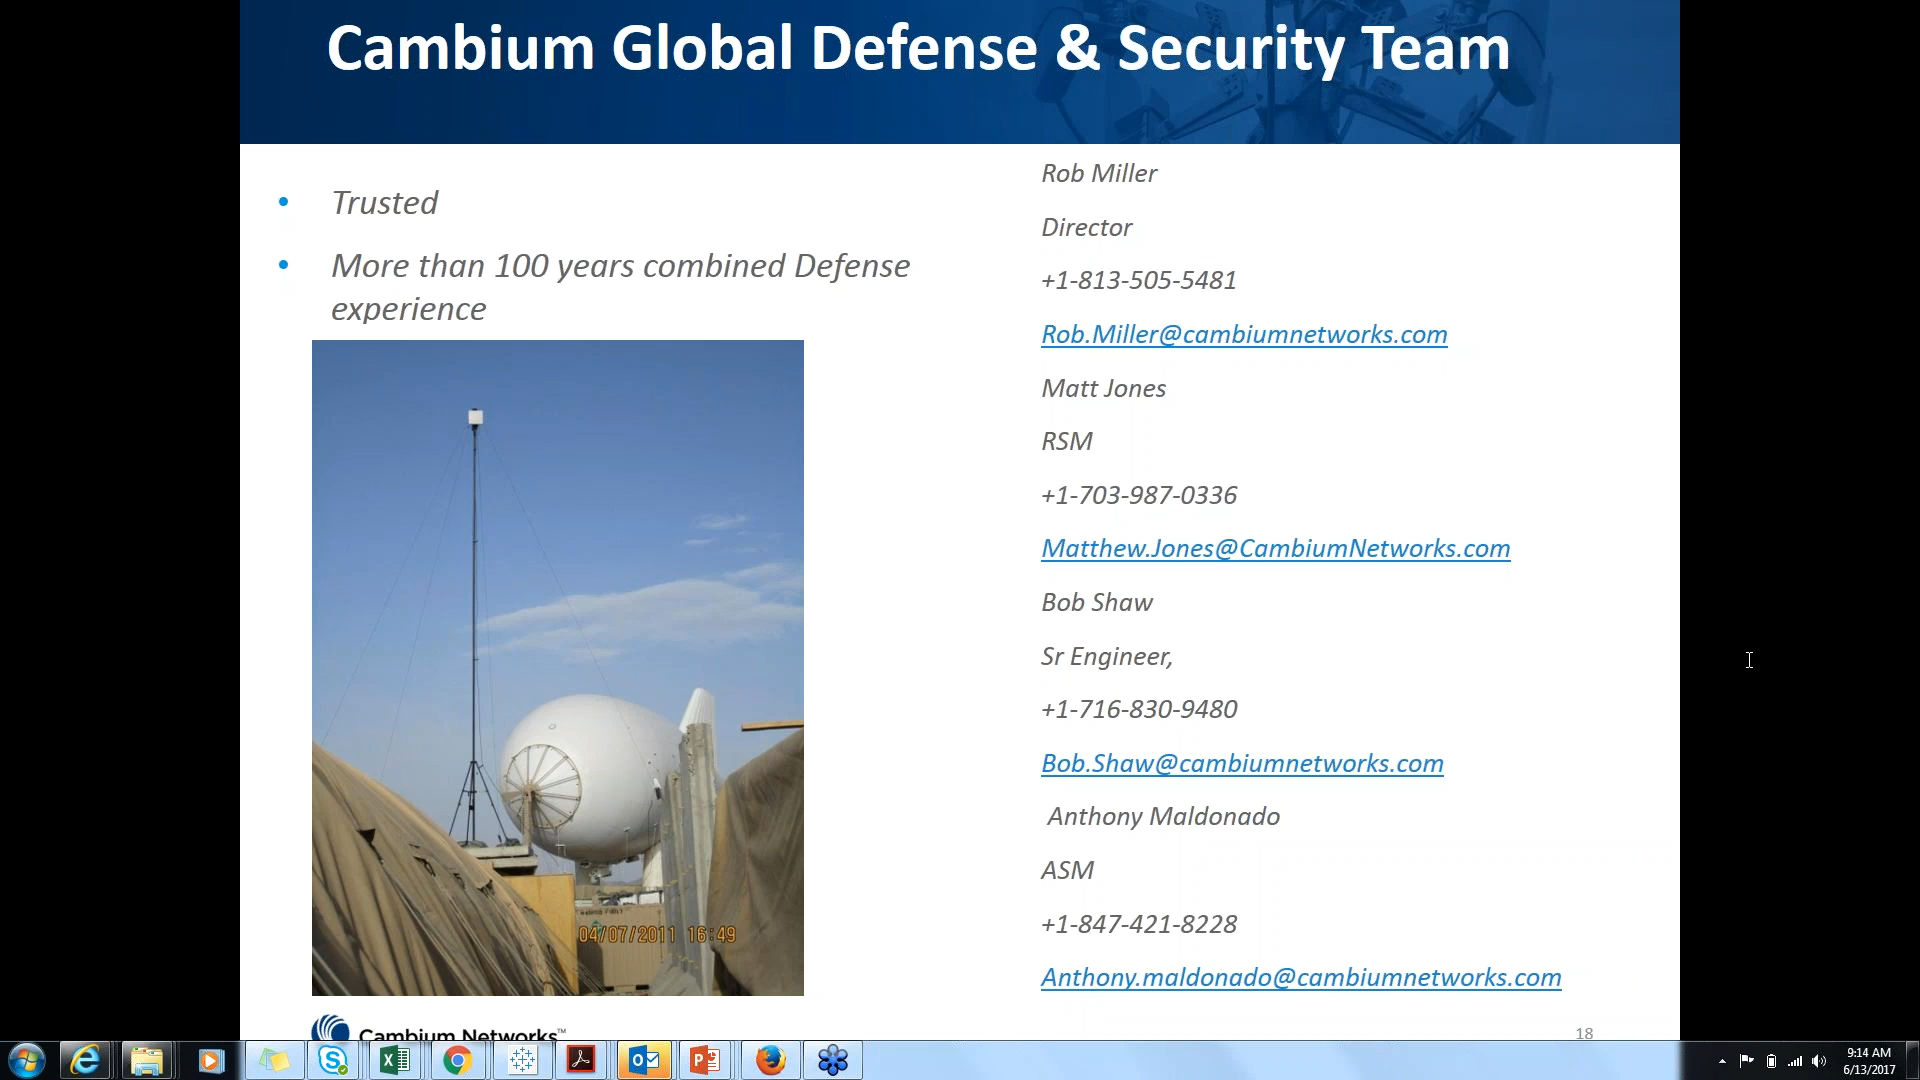 Cambium Global Defense & Security Team
• Trusted
• More than 100 years combined Defense
experience
04/07/2011 16:49
Rob Miller
Director
+1-813-505-5481
Rob.Miller@cambiumnetworks.com
Matt Jones
RSM
+1-703-987-0336
Matthew.Jones@CambiumNetworks.com
Bob Shaw
Sr Engineer,
+1-716-830-9480
Bob.Shaw@cambiumnetworks.com
Anthony Maldonado
ASM
+1-847-421-8228
Anthony.maldonado@cambiumnetworks.com
Cambium Networks™
18
9:14 AM
6/13/2017